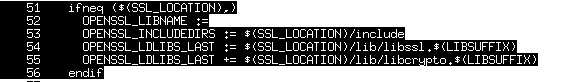 51 ifneq ($(SSL_LOCATION),)
52 OPENSSL_LIBNAME :=
53 OPENSSL_INCLUDEDIRS := $(SSL_LOCATION)/include
54 OPENSSL_LDLIBS_LAST := $(SSL_LOCATION)/lib/libssl.$(LIBSUFFIX)
55 OPENSSL_LDLIBS_LAST += $(SSL_LOCATION)/lib/libcrypto.$(LIBSUFFIX)
56 endif